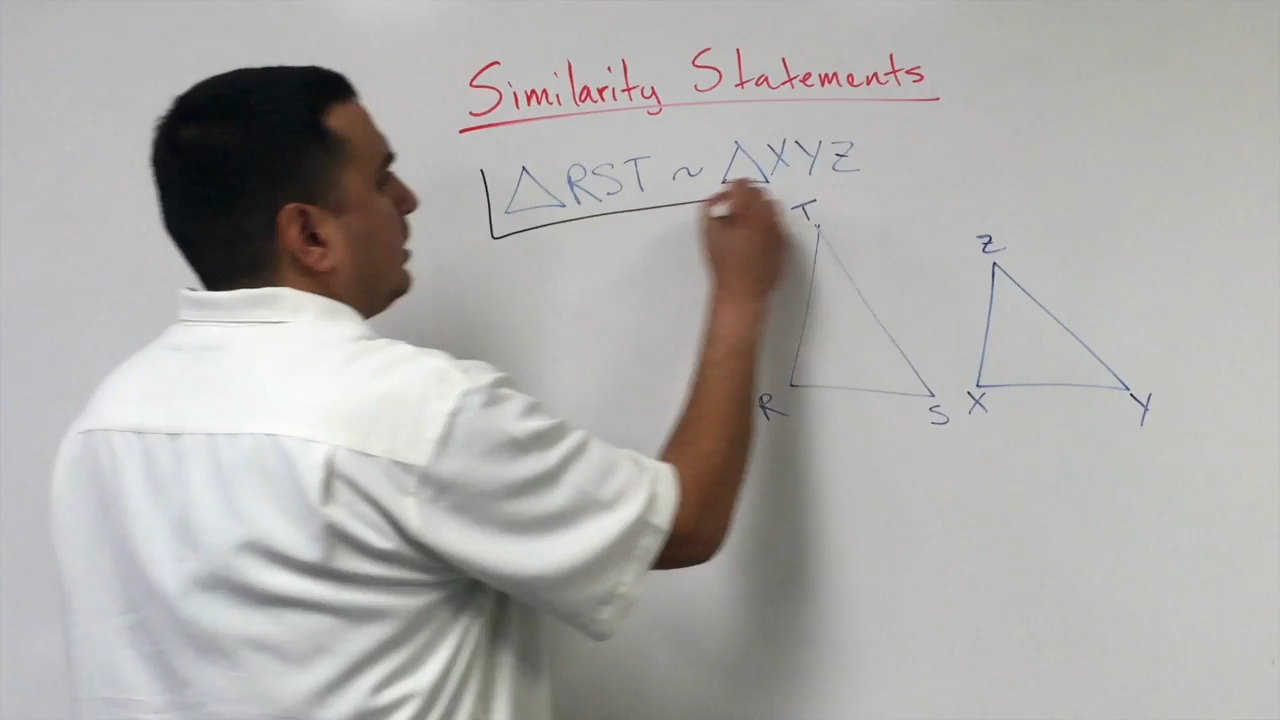 Similarity Statements
△RST ~ △XYZ
T
Z
R
S
X
Y